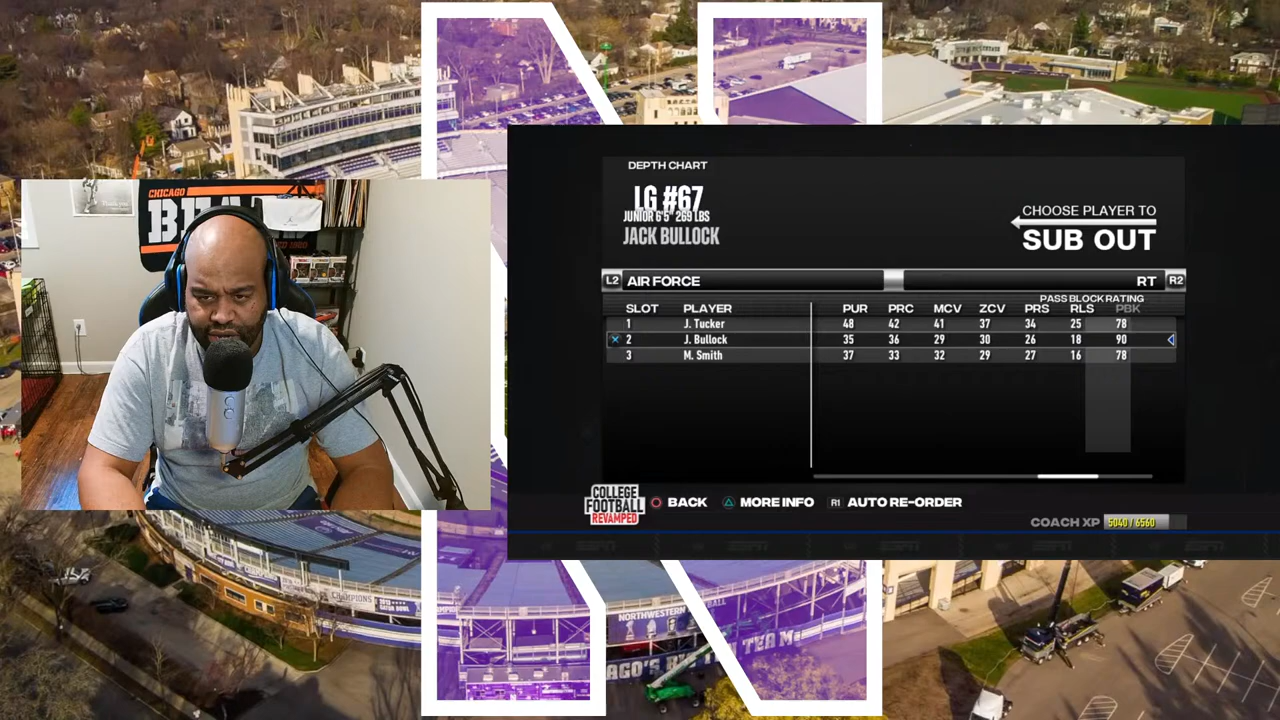 CHICAGO
DEPTH CHART
LG #67
JUNIOR 6'5" 269 LBS
JACK BULLOCK
CHOOSE PLAYER TO
SUB OUT
L2 AIR FORCE RT R2
PASS BLOCK RATING
SLOT PLAYER PUR PRC MCV ZCV PRS RLS PBK
1 J. Tucker 48 42 41 37 34 25 78
2 J. Bullock 35 36 29 30 26 18 90
3 M. Smith 37 33 32 29 27 16 78
COLLEGE
FOOTBALL
REVAMPED
BACK MORE INFO R1 AUTO RE-ORDER
COACH XP 5040 / 6560
CHAMPIONS
NORTHWESTERN
AGO'S BIG TEN TEAM